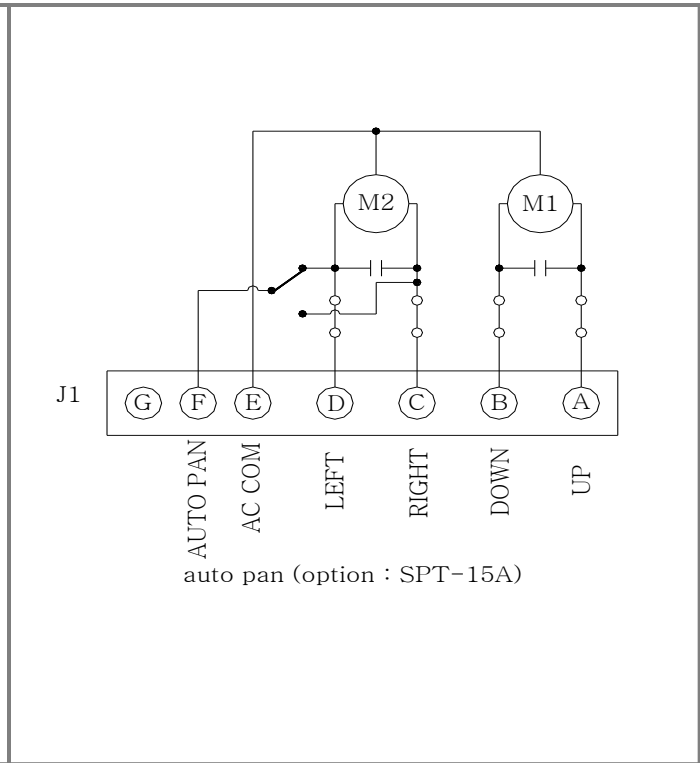 M2 M1
J1
G F E D C B A
AUTO PAN
AC COM
LEFT
RIGHT
DOWN
UP
auto pan (option : SPT-15A)